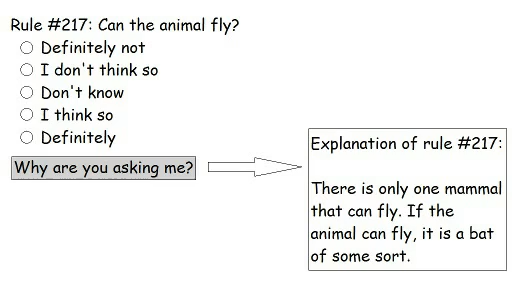 Rule #217: Can the animal fly?
Definitely not
I don't think so
Don't know
I think so
Definitely
Why are you asking me?
Explanation of rule #217:
There is only one mammal
that can fly. If the
animal can fly, it is a bat
of some sort.